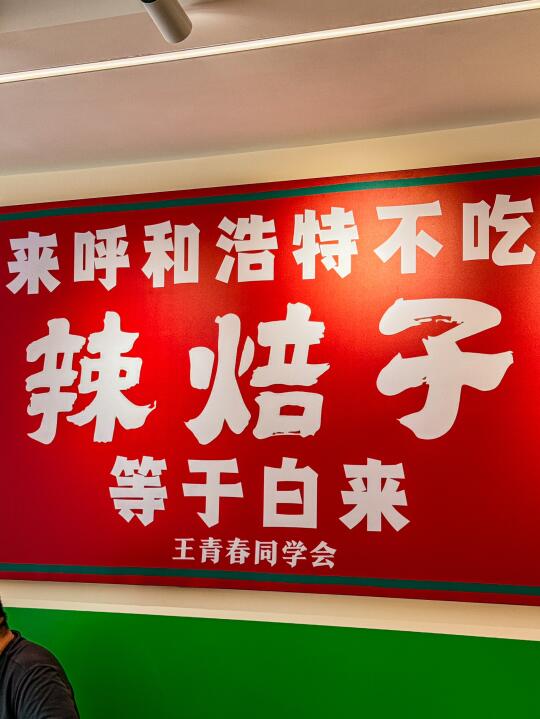 来呼和浩特不吃
辣焙子
等于白来
王青春同学会